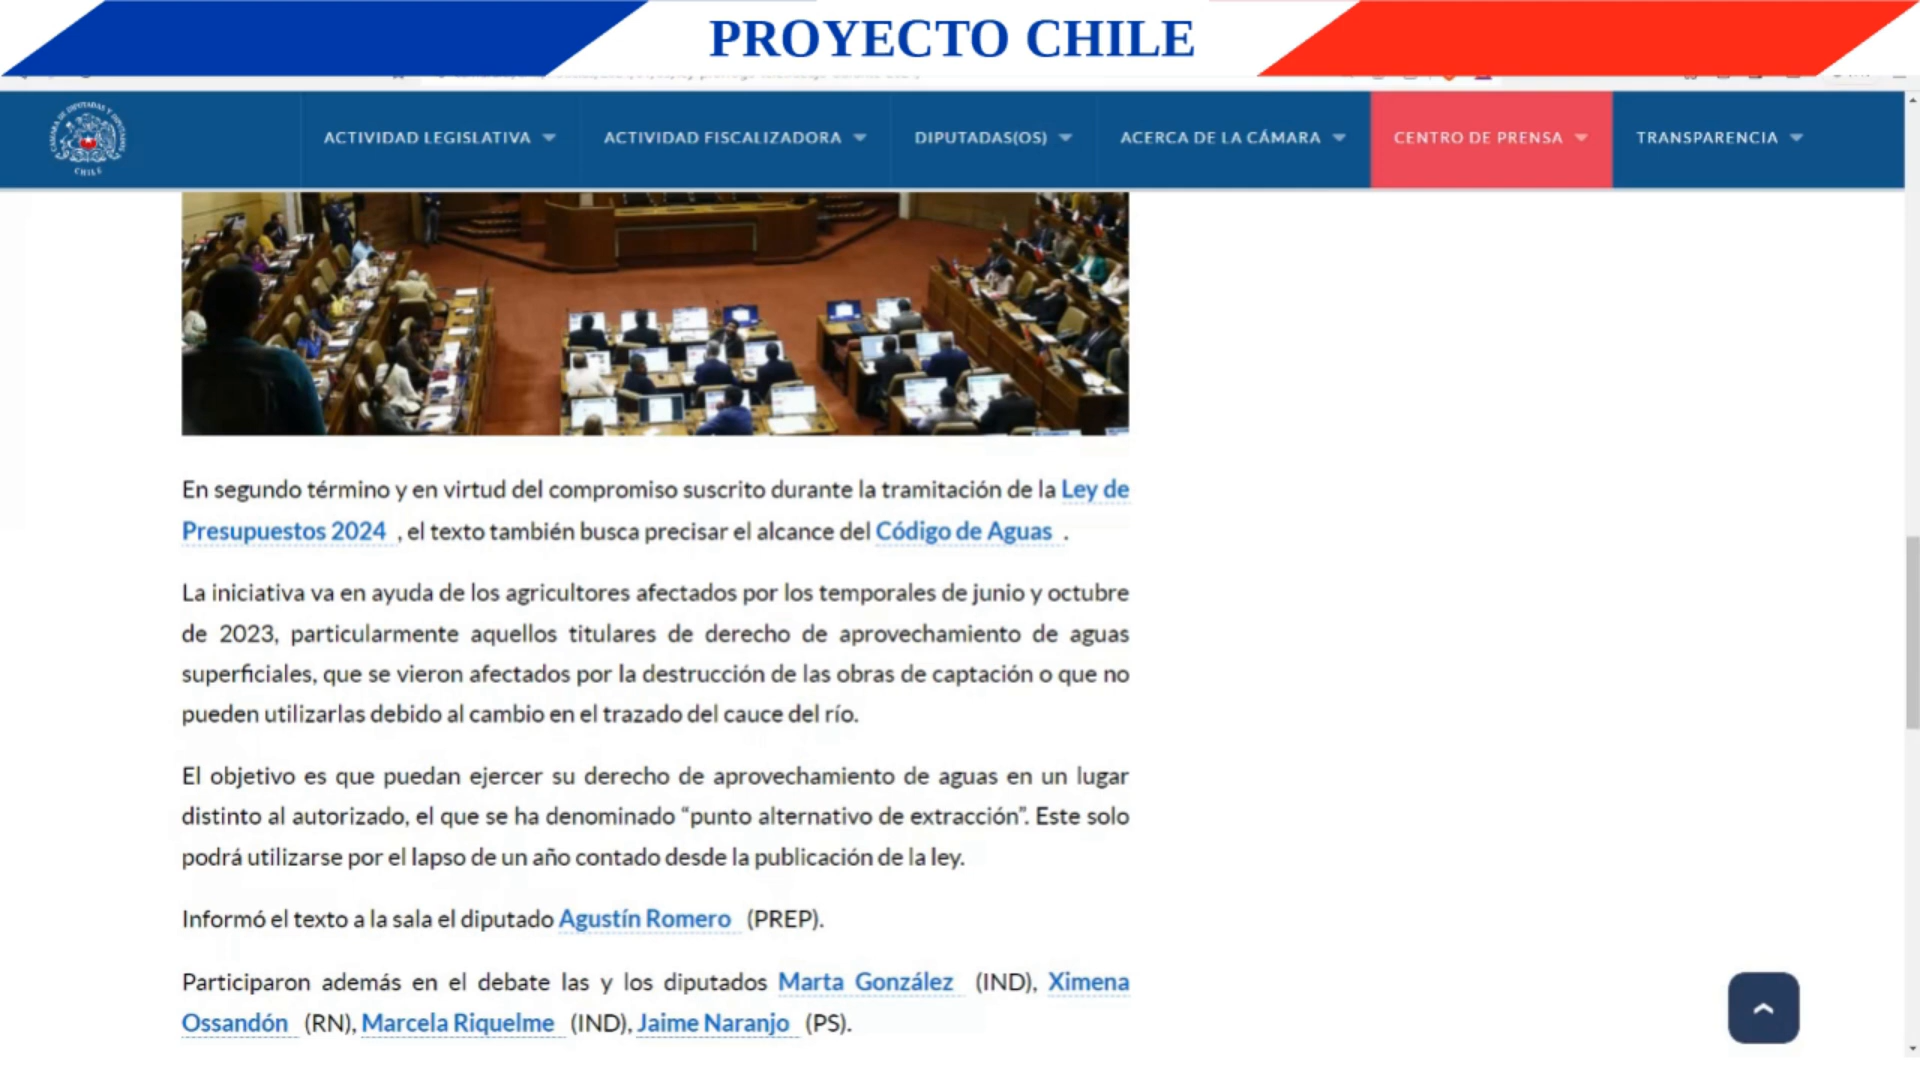 PROYECTO CHILE
CÁMARA DE DIPUTADAS Y DIPUTADOS
CHILE
ACTIVIDAD LEGISLATIVA
ACTIVIDAD FISCALIZADORA
DIPUTADAS(OS)
ACERCA DE LA CÁMARA
CENTRO DE PRENSA
TRANSPARENCIA
En segundo término y en virtud del compromiso suscrito durante la tramitación de la Ley de
Presupuestos 2024 , el texto también busca precisar el alcance del Código de Aguas .
La iniciativa va en ayuda de los agricultores afectados por los temporales de junio y octubre
de 2023, particularmente aquellos titulares de derecho de aprovechamiento de aguas
superficiales, que se vieron afectados por la destrucción de las obras de captación o que no
pueden utilizarlas debido al cambio en el trazado del cauce del río.
El objetivo es que puedan ejercer su derecho de aprovechamiento de aguas en un lugar
distinto al autorizado, el que se ha denominado “punto alternativo de extracción”. Este solo
podrá utilizarse por el lapso de un año contado desde la publicación de la ley.
Informó el texto a la sala el diputado Agustín Romero (PREP).
Participaron además en el debate las y los diputados Marta González (IND), Ximena
Ossandón (RN), Marcela Riquelme (IND), Jaime Naranjo (PS).